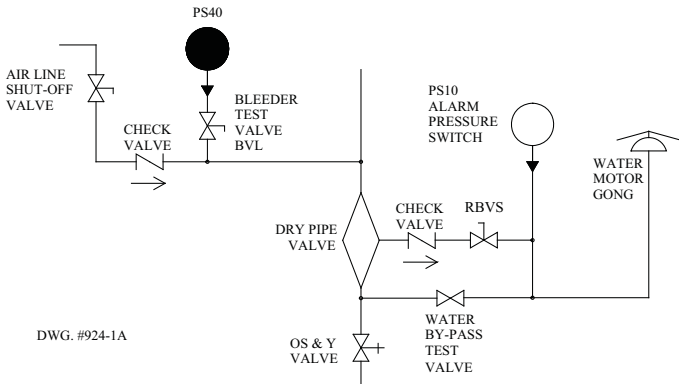 PS40
AIR LINE
SHUT-OFF
VALVE
BLEEDER
TEST
VALVE
BVL
CHECK
VALVE
PS10
ALARM
PRESSURE
SWITCH
WATER
MOTOR
GONG
DRY PIPE
VALVE
CHECK
VALVE
RBVS
WATER
BY-PASS
TEST
VALVE
OS & Y
VALVE
DWG. #924-1A